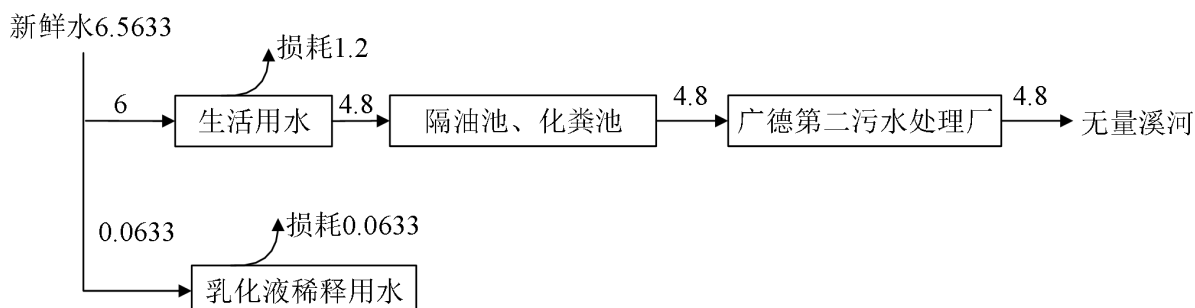 新鲜水6.5633
损耗1.2
6
生活用水
4.8
隔油池、化粪池
4.8
广德第二污水处理厂
4.8
无量溪河
0.0633
损耗0.0633
乳化液稀释用水